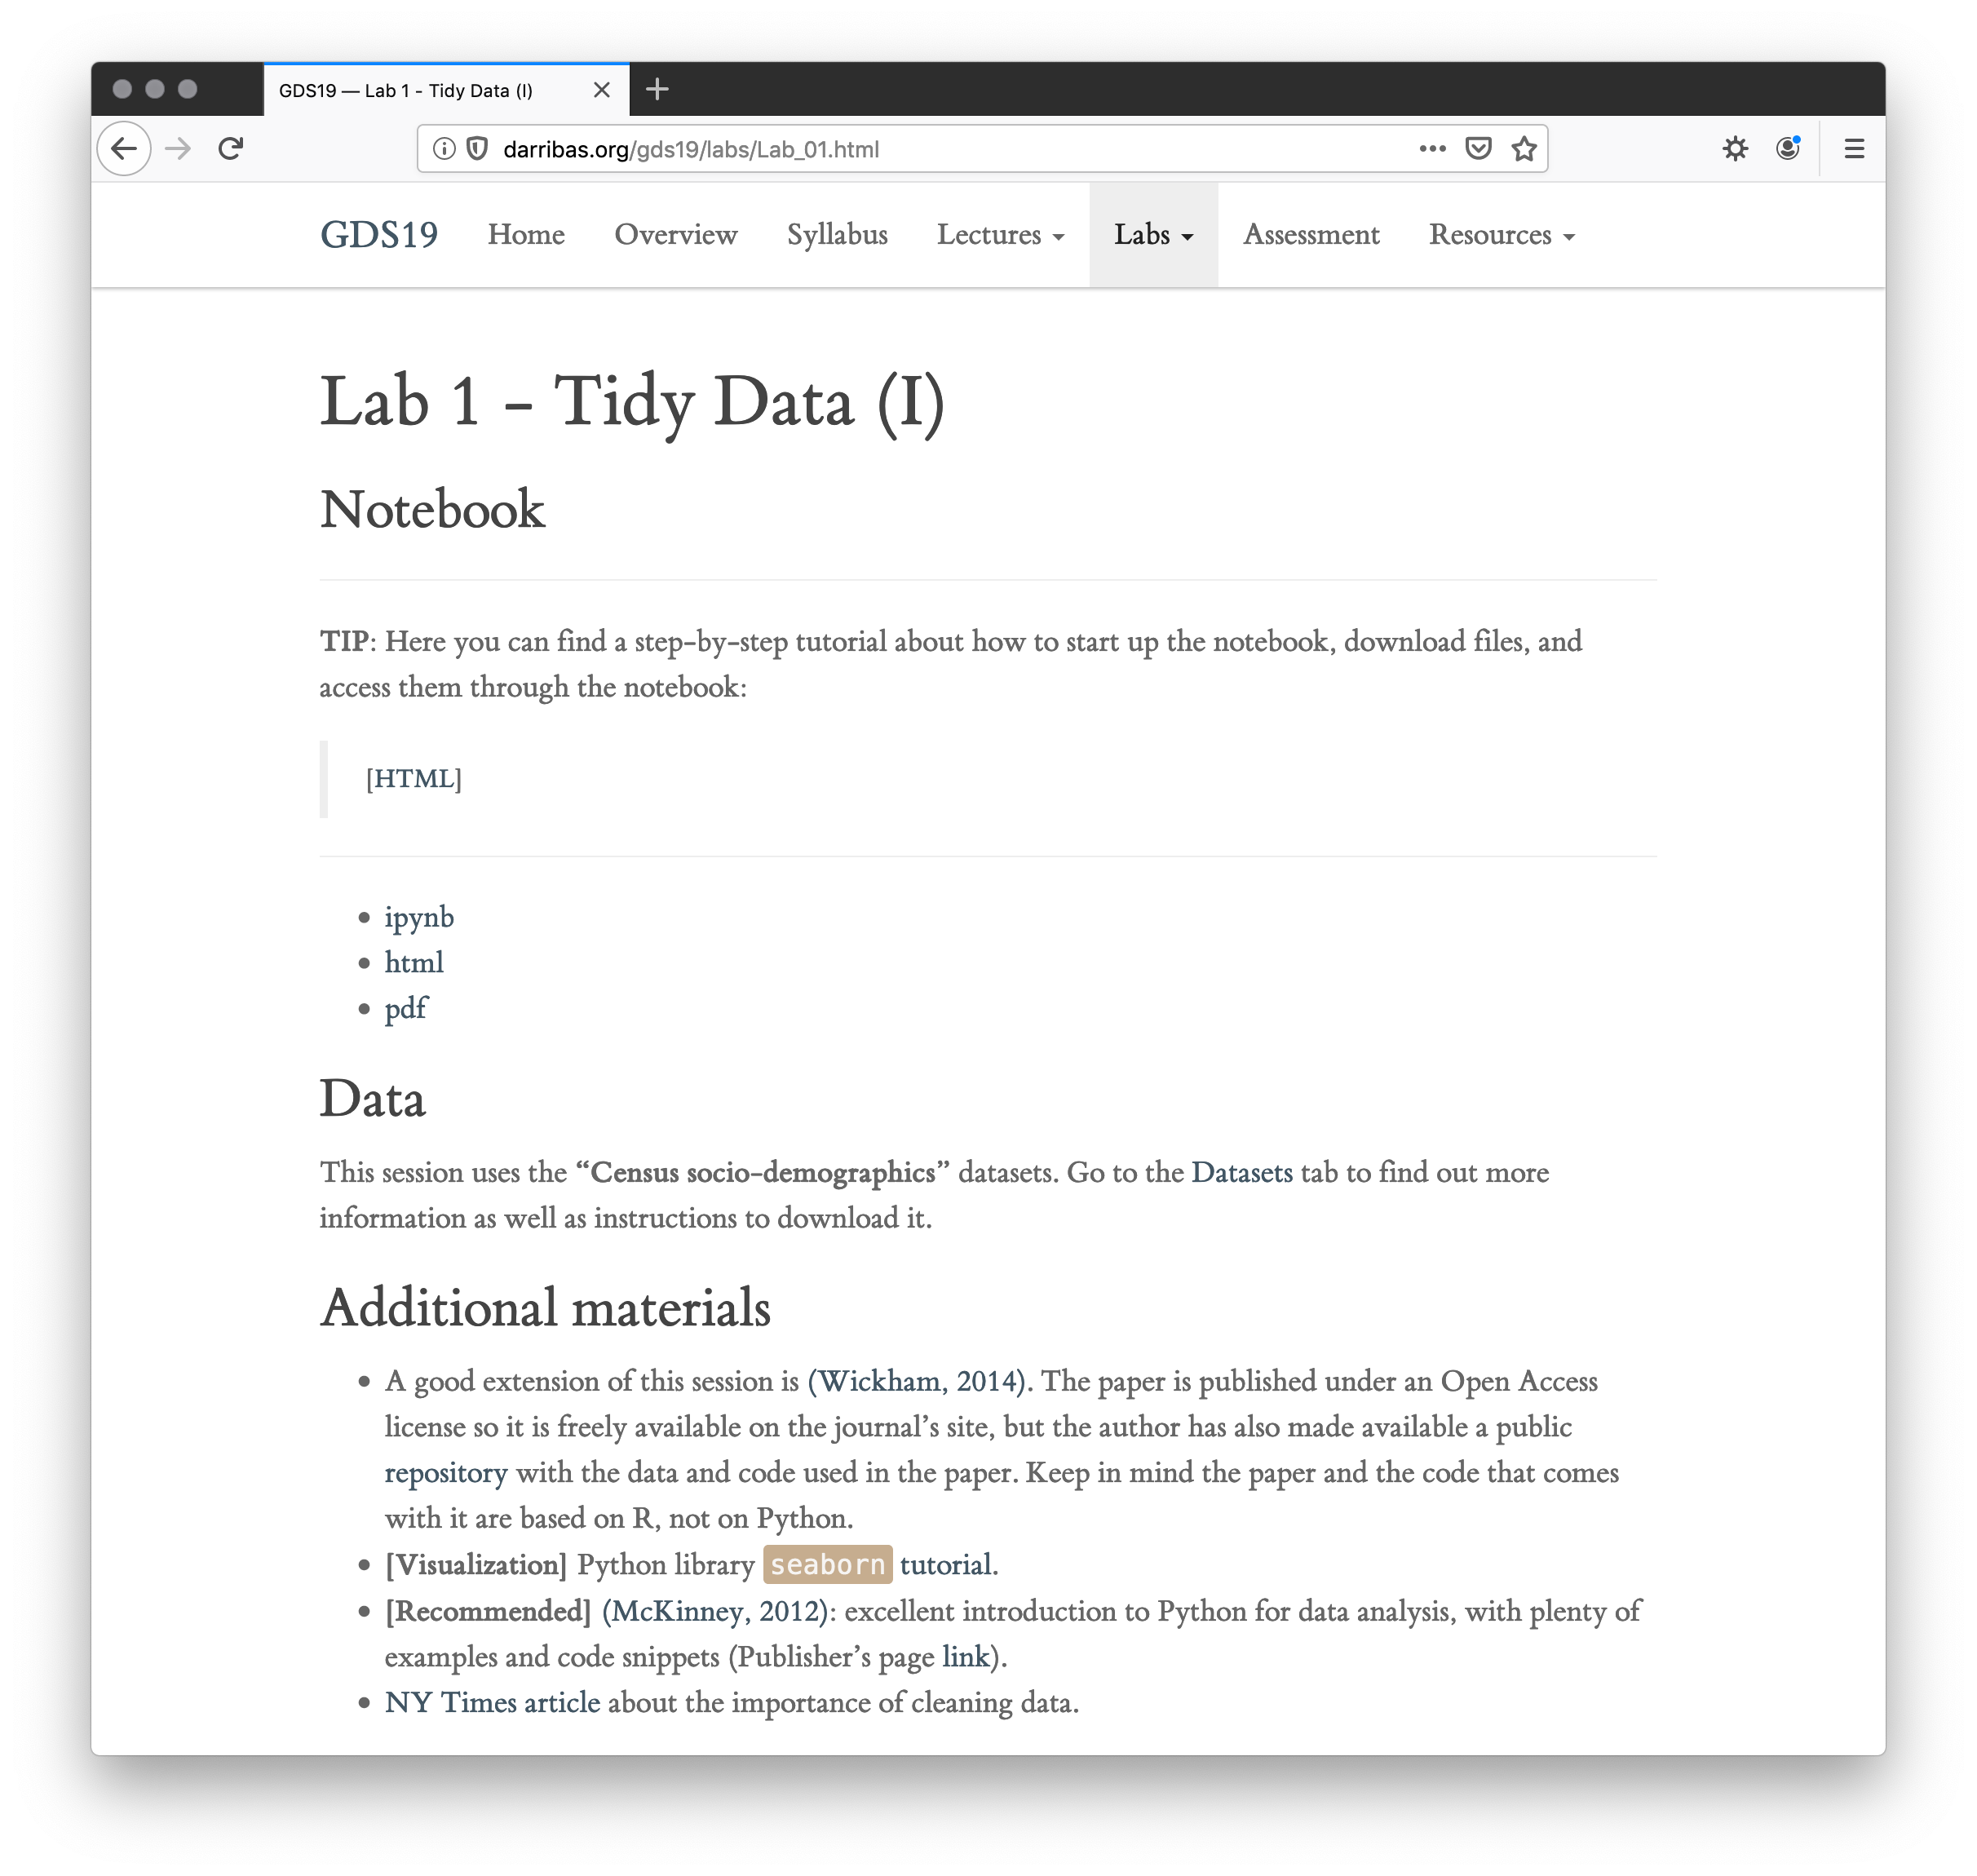 GDS19 — Lab 1 - Tidy Data (I)
darribas.org/gds19/labs/Lab_01.html
GDS19 Home Overview Syllabus Lectures Labs Assessment Resources
Lab 1 - Tidy Data (I)
Notebook
TIP: Here you can find a step-by-step tutorial about how to start up the notebook, download files, and
access them through the notebook:
[HTML]
ipynb
html
pdf
Data
This session uses the “Census socio-demographics” datasets. Go to the Datasets tab to find out more
information as well as instructions to download it.
Additional materials
A good extension of this session is (Wickham, 2014). The paper is published under an Open Access
license so it is freely available on the journal’s site, but the author has also made available a public
repository with the data and code used in the paper. Keep in mind the paper and the code that comes
with it are based on R, not on Python.
[Visualization] Python library seaborn tutorial.
[Recommended] (McKinney, 2012): excellent introduction to Python for data analysis, with plenty of
examples and code snippets (Publisher’s page link).
NY Times article about the importance of cleaning data.